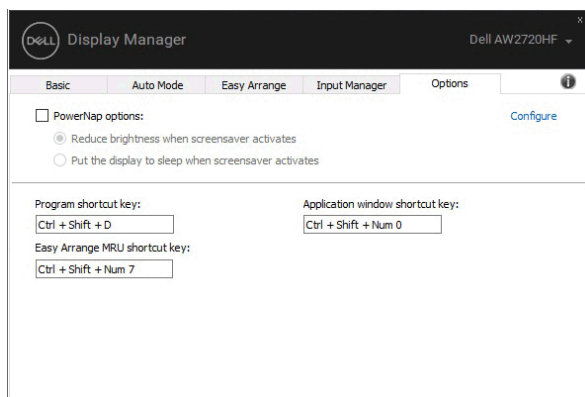 x
DELL Display Manager Dell AW2720HF
Basic Auto Mode Easy Arrange Input Manager Options i
PowerNap options: Configure
Reduce brightness when screensaver activates
Put the display to sleep when screensaver activates
Program shortcut key: Application window shortcut key:
Ctrl + Shift + D Ctrl + Shift + Num 0
Easy Arrange MRU shortcut key:
Ctrl + Shift + Num 7